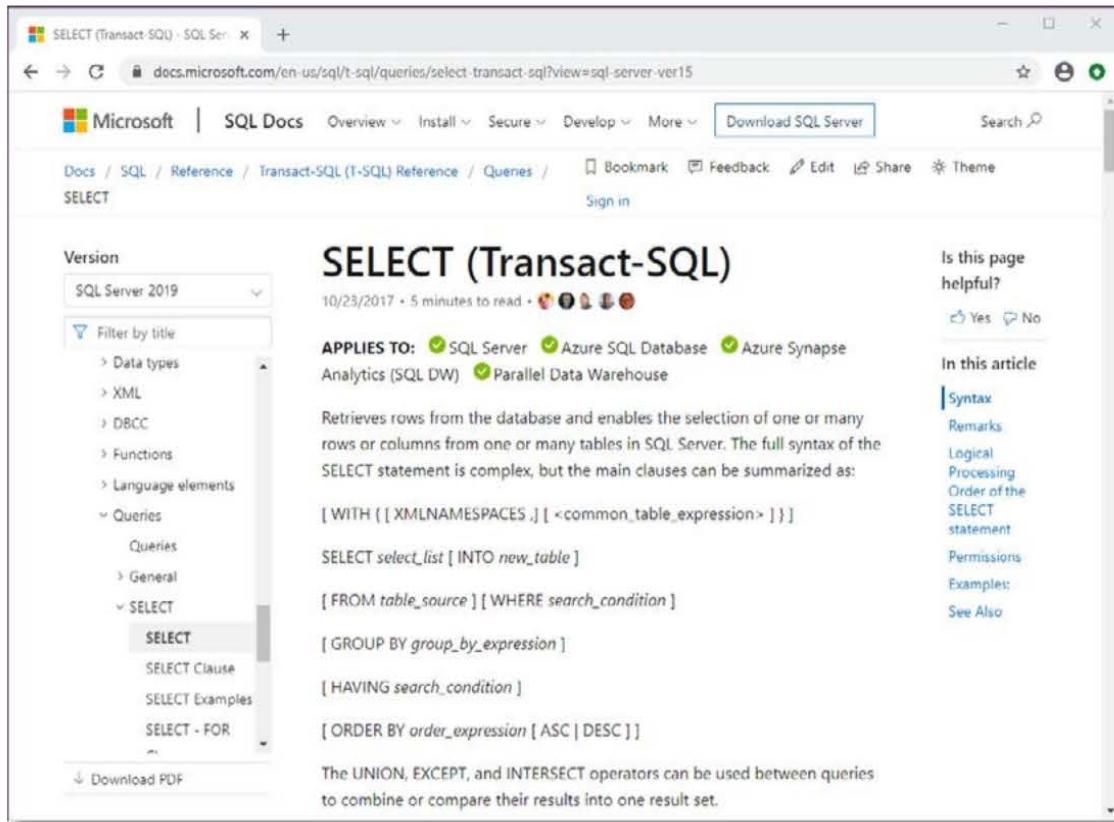 SELECT (Transact-SQL) - SQL Ser
docs.microsoft.com/en-us/sql/t-sql/queries/select-transact-sql?view=sql-server-ver15
Microsoft | SQL Docs Overview Install Secure Develop More Download SQL Server Search
Docs / SQL / Reference / Transact-SQL (T-SQL) Reference / Queries /
SELECT
Bookmark Feedback Edit Share Theme
Sign in
Version
SQL Server 2019
Filter by title
Data types
XML
DBCC
Functions
Language elements
Queries
Queries
General
SELECT
SELECT
SELECT Clause
SELECT Examples
SELECT - FOR
Download PDF
SELECT (Transact-SQL)
10/23/2017 • 5 minutes to read •
APPLIES TO: SQL Server Azure SQL Database Azure Synapse
Analytics (SQL DW) Parallel Data Warehouse
Retrieves rows from the database and enables the selection of one or many
rows or columns from one or many tables in SQL Server. The full syntax of the
SELECT statement is complex, but the main clauses can be summarized as:
[ WITH { [ XMLNAMESPACES ,] [ <common_table_expression> ] } ]
SELECT select_list [ INTO new_table ]
[ FROM table_source ] [ WHERE search_condition ]
[ GROUP BY group_by_expression ]
[ HAVING search_condition ]
[ ORDER BY order_expression [ ASC | DESC ] ]
The UNION, EXCEPT, and INTERSECT operators can be used between queries
to combine or compare their results into one result set.
Is this page
helpful?
Yes No
In this article
Syntax
Remarks
Logical
Processing
Order of the
SELECT
statement
Permissions
Examples:
See Also